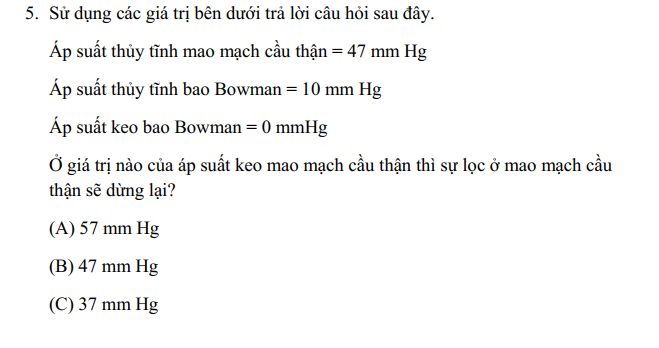 5. Sử dụng các giá trị bên dưới trả lời câu hỏi sau đây.
Áp suất thủy tĩnh mao mạch cầu thận = 47 mm Hg
Áp suất thủy tĩnh bao Bowman = 10 mm Hg
Áp suất keo bao Bowman = 0 mmHg
Ở giá trị nào của áp suất keo mao mạch cầu thận thì sự lọc ở mao mạch cầu
thận sẽ dừng lại?
(A) 57 mm Hg
(B) 47 mm Hg
(C) 37 mm Hg